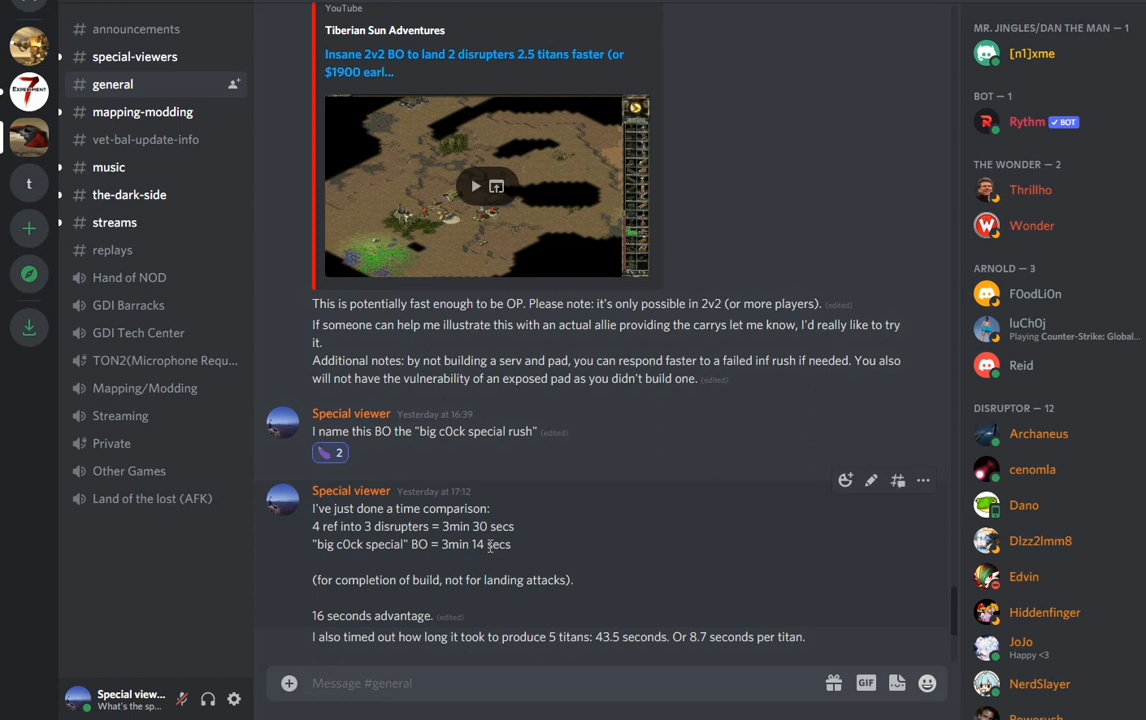 announcements
special-viewers
general
mapping-modding
vet-bal-update-info
music
the-dark-side
streams
replays
Hand of NOD
GDI Barracks
GDI Tech Center
TON2(Microphone Requ...
Mapping/Modding
Streaming
Private
Other Games
Land of the lost (AFK)
EXPERIMENT
7
t
Special view...
What's the sp...
YouTube
Tiberian Sun Adventures
Insane 2v2 BO to land 2 disrupters 2.5 titans faster (or
$1900 earl...
This is potentially fast enough to be OP. Please note: it's only possible in 2v2 (or more players). (edited)
If someone can help me illustrate this with an actual allie providing the carrys let me know, I'd really like to try
it.
Additional notes: by not building a serv and pad, you can respond faster to a failed inf rush if needed. You also
will not have the vulnerability of an exposed pad as you didn't build one. (edited)
Special viewer Yesterday at 16:39
I name this BO the "big c0ck special rush" (edited)
2
Special viewer Yesterday at 17:12
I've just done a time comparison:
4 ref into 3 disrupters = 3min 30 secs
"big c0ck special" BO = 3min 14 secs
(for completion of build, not for landing attacks).
16 seconds advantage. (edited)
I also timed out how long it took to produce 5 titans: 43.5 seconds. Or 8.7 seconds per titan.
Message #general
GIF
MR. JINGLES/DAN THE MAN — 1
[n1]xme
BOT — 1
Rythm ✓ BOT
THE WONDER — 2
Thrillho
Wonder
ARNOLD — 3
F0odLi0n
luCh0j
Playing Counter-Strike: Global...
Reid
DISRUPTOR — 12
Archaneus
cenomla
Dano
Dlzz2lmm8
Edvin
Hiddenfinger
JoJo
Happy <3
NerdSlayer